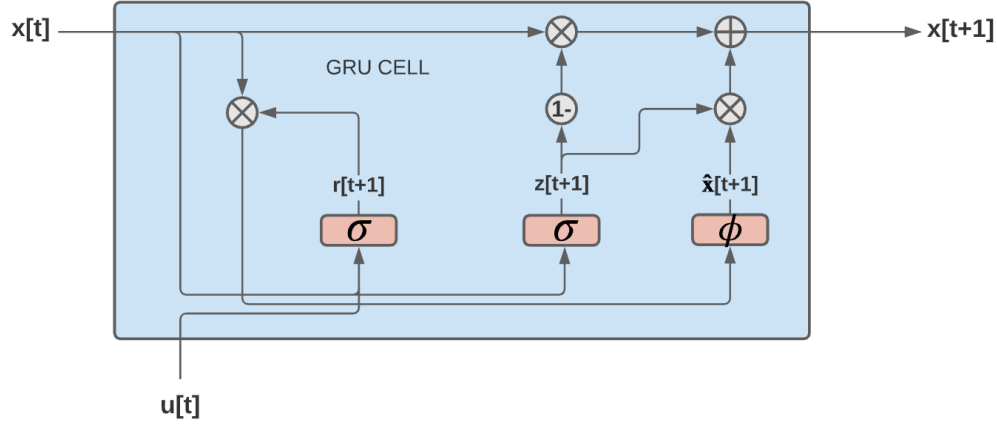 x[t]
x[t+1]
GRU CELL
1-
r[t+1]
z[t+1]
x̂[t+1]
σ
σ
ϕ
u[t]